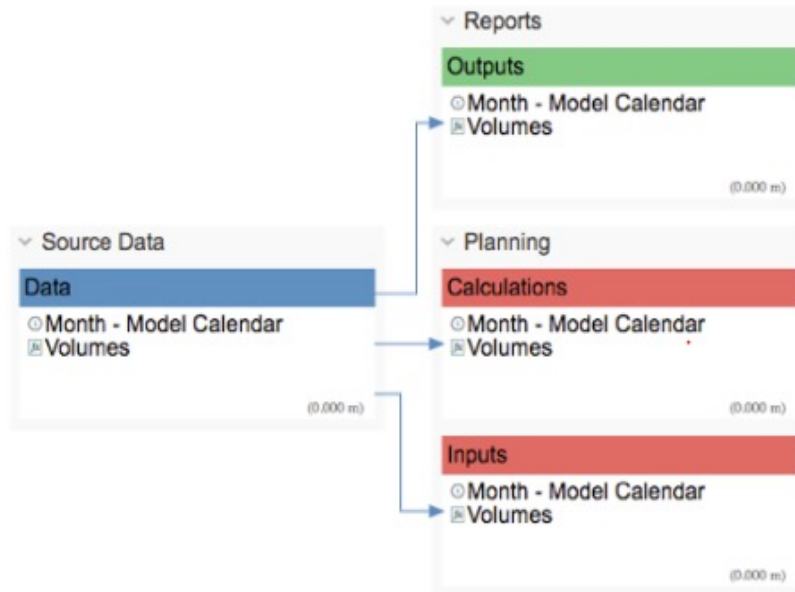 Reports
Outputs
Month - Model Calendar
Volumes
(0.000 m)
Source Data
Data
Month - Model Calendar
Volumes
(0.000 m)
Planning
Calculations
Month - Model Calendar
Volumes
(0.000 m)
Inputs
Month - Model Calendar
Volumes
(0.000 m)